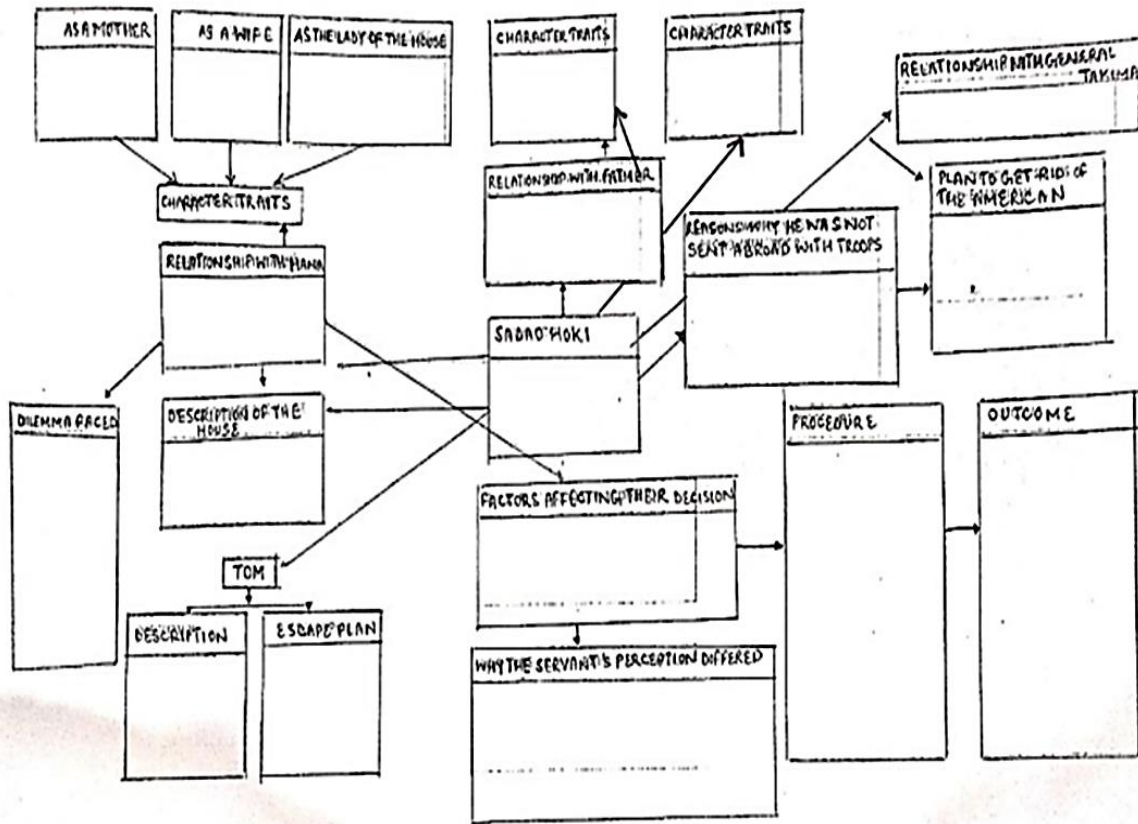 AS A MOTHER
AS A WIFE
AS THE LADY OF THE HOUSE
CHARACTER TRAITS
CHARACTER TRAITS
RELATIONSHIP WITH GENERAL
TAKIMA
CHARACTER TRAITS
RELATIONSHIP WITH FATHER
PLAN TO GET RID OF
THE AMERICAN
REASONS WHY HE WAS NOT
SENT ABROAD WITH TROOPS
RELATIONSHIP WITH HANA
SADAO HOKI
DILEMMA FACED
DESCRIPTION OF THE
HOUSE
PROCEDURE
OUTCOME
FACTORS AFFECTING THEIR DECISION
TOM
DESCRIPTION
ESCAPE PLAN
WHY THE SERVANT'S PERCEPTION DIFFERED